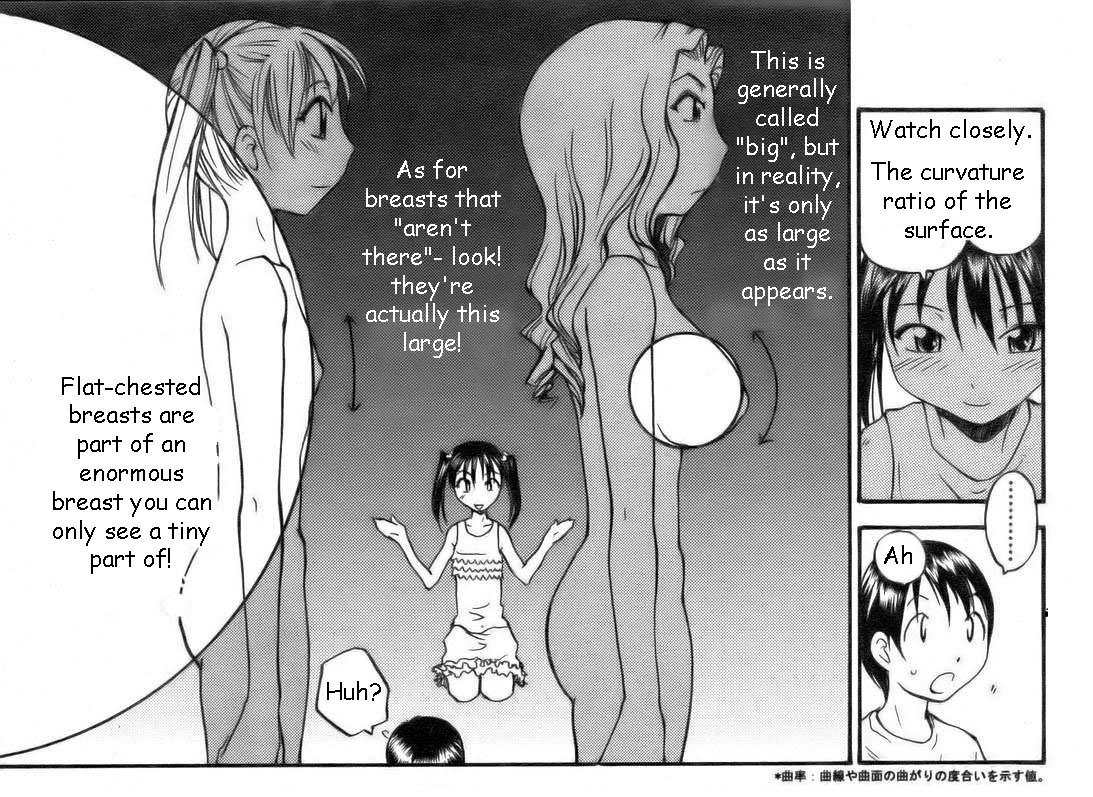 Watch closely.
The curvature
ratio of the
surface.
Ah
This is
generally
called
"big", but
in reality,
it's only
as large
as it
appears.
As for
breasts that
"aren't
there"- look!
they're
actually this
large!
Flat-chested
breasts are
part of an
enormous
breast you can
only see a tiny
part of!
Huh?
*曲率：曲線や曲面の曲がりの度合いを示す値。